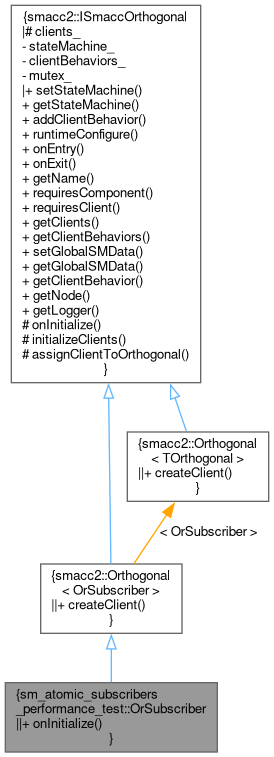 {smacc2::ISmaccOrthogonal
|# clients_
- stateMachine_
- clientBehaviors_
- mutex_
|+ setStateMachine()
+ getStateMachine()
+ addClientBehavior()
+ runtimeConfigure()
+ onEntry()
+ onExit()
+ getName()
+ requiresComponent()
+ requiresClient()
+ getClients()
+ getClientBehaviors()
+ setGlobalSMData()
+ getGlobalSMData()
+ getClientBehavior()
+ getNode()
+ getLogger()
# onInitialize()
# initializeClients()
# assignClientToOrthogonal()
}
{smacc2::Orthogonal
< TOrthogonal >
||+ createClient()
}
< OrSubscriber >
{smacc2::Orthogonal
< OrSubscriber >
||+ createClient()
}
{sm_atomic_subscribers
_performance_test::OrSubscriber
||+ onInitialize()
}